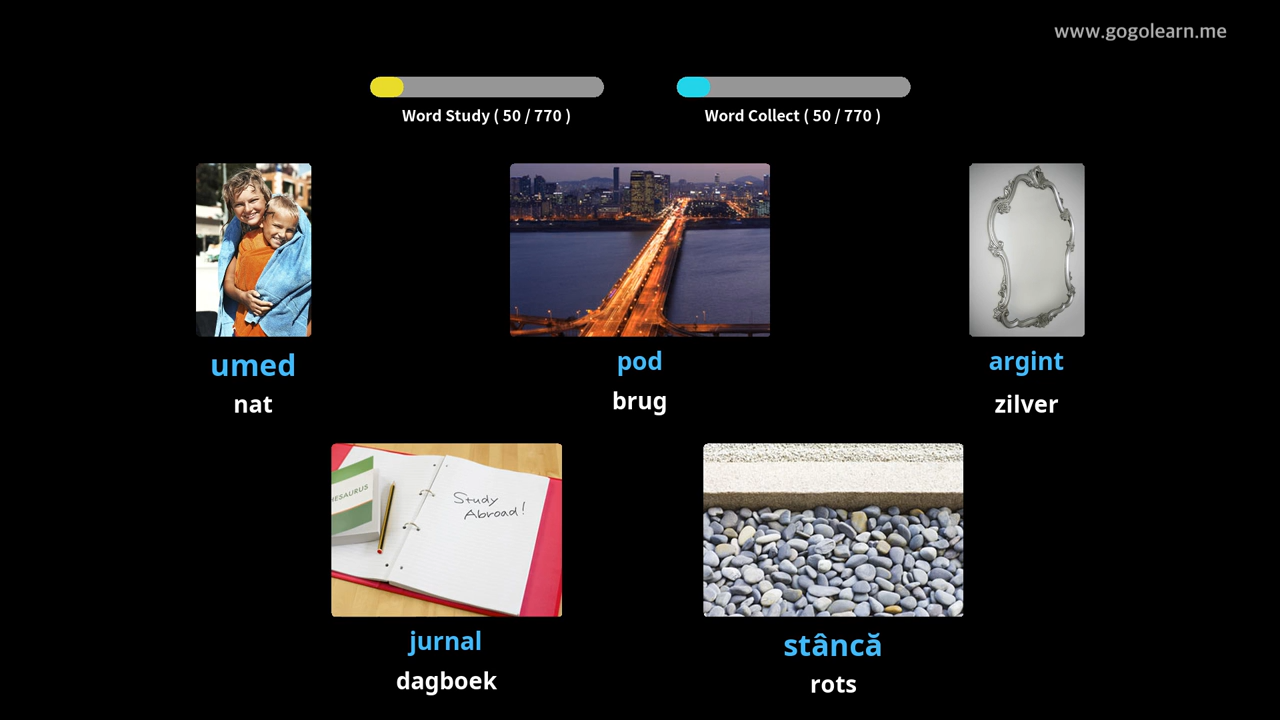 www.gogolearn.me
Word Study ( 50 / 770 )
Word Collect ( 50 / 770 )
umed
nat
pod
brug
argint
zilver
HESAURUS
Study
Abroad!
jurnal
dagboek
stâncă
rots